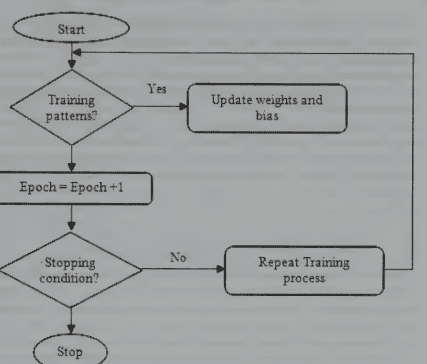 Start
Training
patterns?
Yes
Update weights and
bias
Epoch = Epoch +1
Stopping
condition?
No
Repeat Training
process
Stop